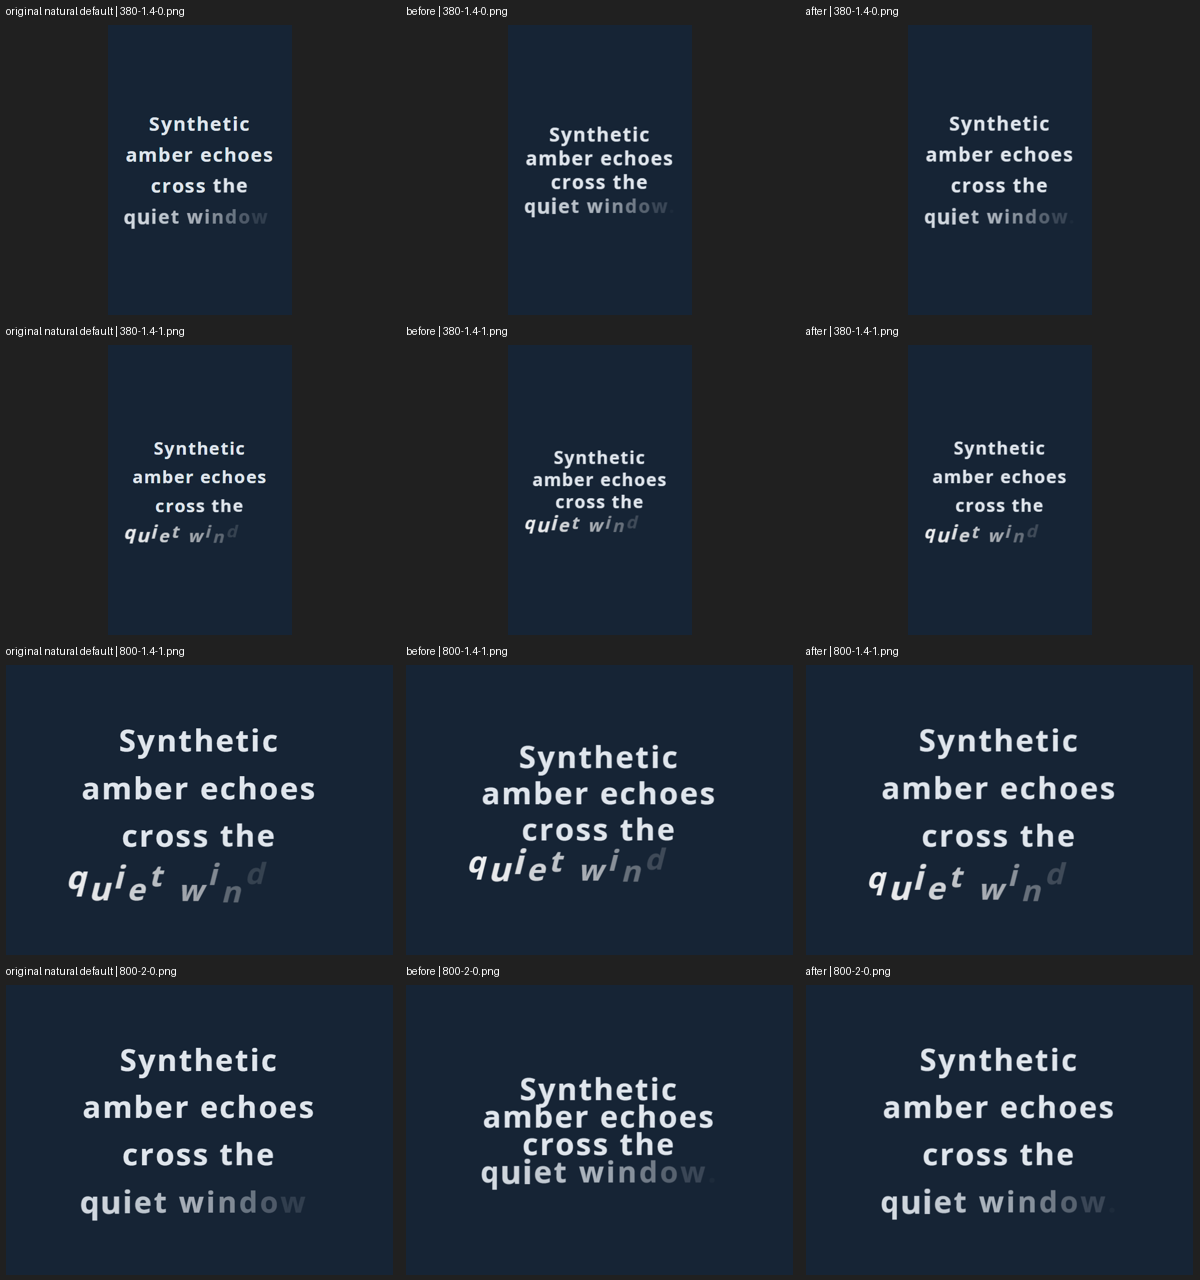 original natural default | 380-1.4-0.png
before | 380-1.4-0.png
after | 380-1.4-0.png
Synthetic
amber echoes
cross the
quiet window
Synthetic
amber echoes
cross the
quiet window.
Synthetic
amber echoes
cross the
quiet window.
original natural default | 380-1.4-1.png
before | 380-1.4-1.png
after | 380-1.4-1.png
Synthetic
amber echoes
cross the
quiet wind
Synthetic
amber echoes
cross the
quiet wind
Synthetic
amber echoes
cross the
quiet wind
original natural default | 800-1.4-1.png
before | 800-1.4-1.png
after | 800-1.4-1.png
Synthetic
amber echoes
cross the
quiet wind
Synthetic
amber echoes
cross the
quiet wind
Synthetic
amber echoes
cross the
quiet wind
original natural default | 800-2-0.png
before | 800-2-0.png
after | 800-2-0.png
Synthetic
amber echoes
cross the
quiet window
Synthetic
amber echoes
cross the
quiet window.
Synthetic
amber echoes
cross the
quiet window.